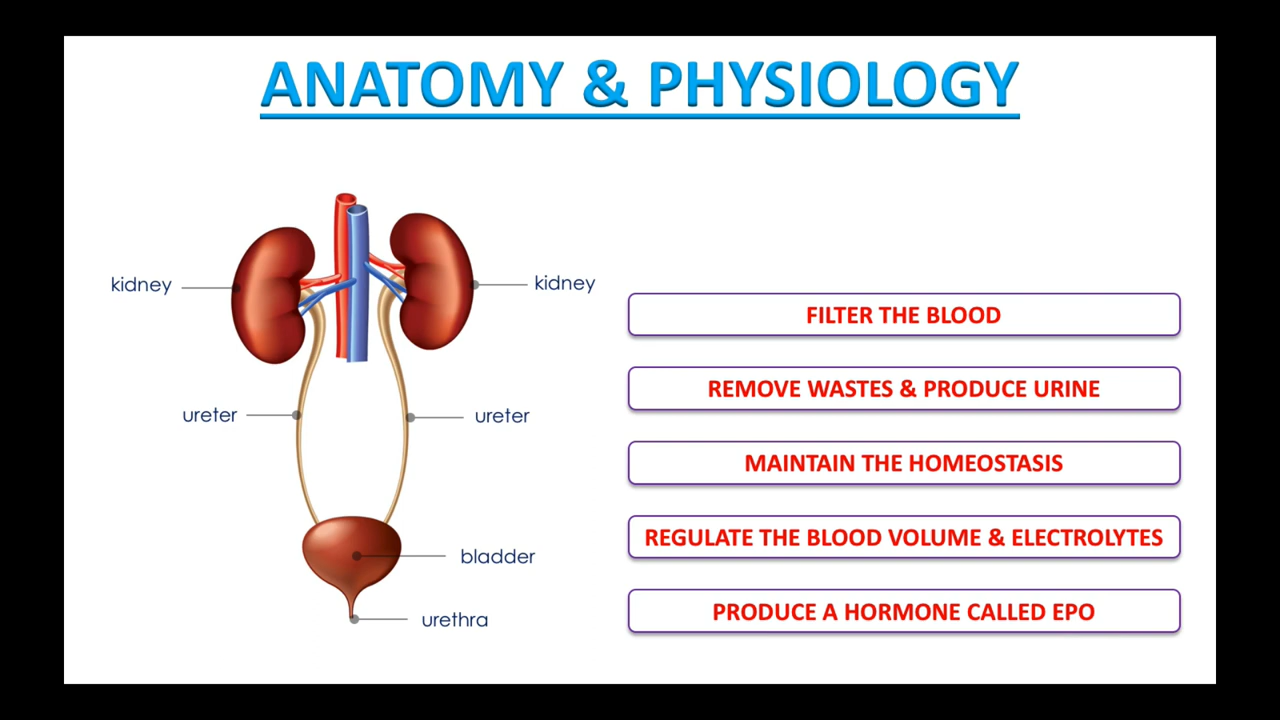 ANATOMY & PHYSIOLOGY
kidney
kidney
ureter
ureter
bladder
urethra
FILTER THE BLOOD
REMOVE WASTES & PRODUCE URINE
MAINTAIN THE HOMEOSTASIS
REGULATE THE BLOOD VOLUME & ELECTROLYTES
PRODUCE A HORMONE CALLED EPO